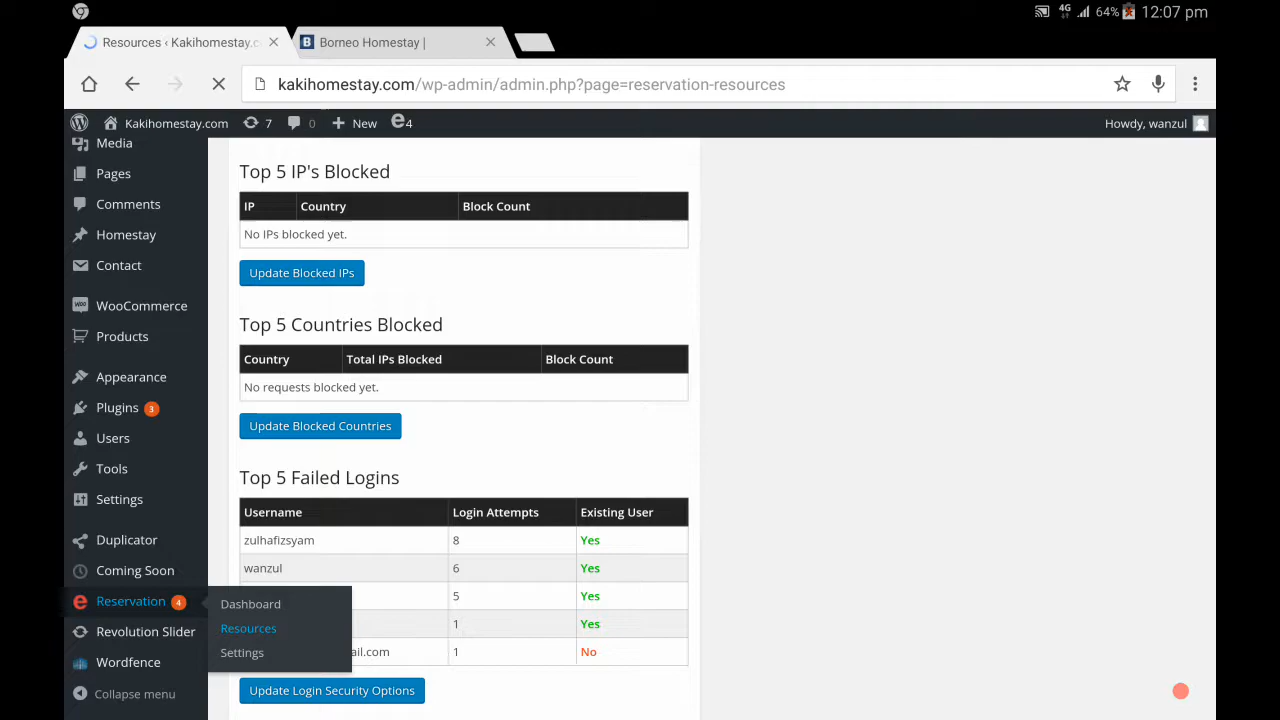 4G 64% 12:07 pm
Resources ‹ Kakihomestay.c
Borneo Homestay |
kakihomestay.com/wp-admin/admin.php?page=reservation-resources
Kakihomestay.com 7 0 New 4 Howdy, wanzul
Media
Pages
Comments
Homestay
Contact
WooCommerce
Products
Appearance
Plugins 3
Users
Tools
Settings
Duplicator
Coming Soon
Reservation 4
Revolution Slider
Wordfence
Collapse menu
Dashboard
Resources
Settings
Top 5 IP's Blocked
IP Country Block Count
No IPs blocked yet.
Update Blocked IPs
Top 5 Countries Blocked
Country Total IPs Blocked Block Count
No requests blocked yet.
Update Blocked Countries
Top 5 Failed Logins
Username Login Attempts Existing User
zulhafizsyam 8 Yes
wanzul 6 Yes
5 Yes
1 Yes
ail.com 1 No
Update Login Security Options